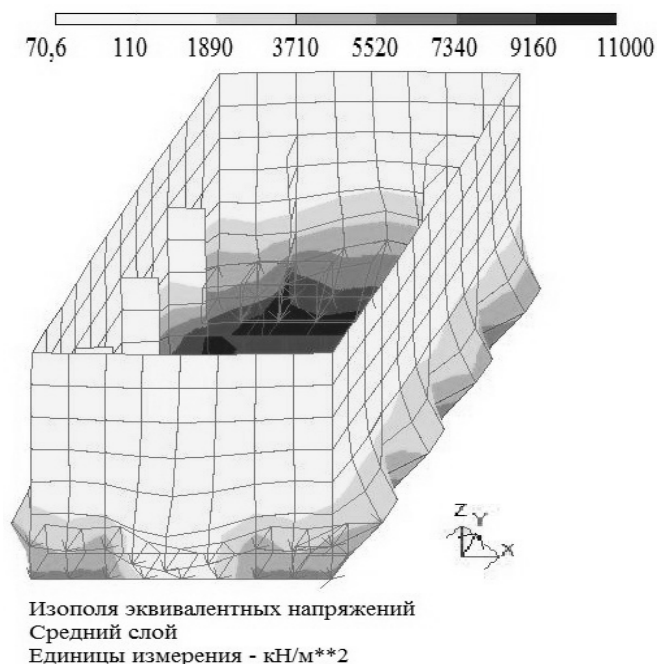 70,6 110 1890 3710 5520 7340 9160 11000
Z
Y
X
Изополя эквивалентных напряжений
Средний слой
Единицы измерения - кН/м**2